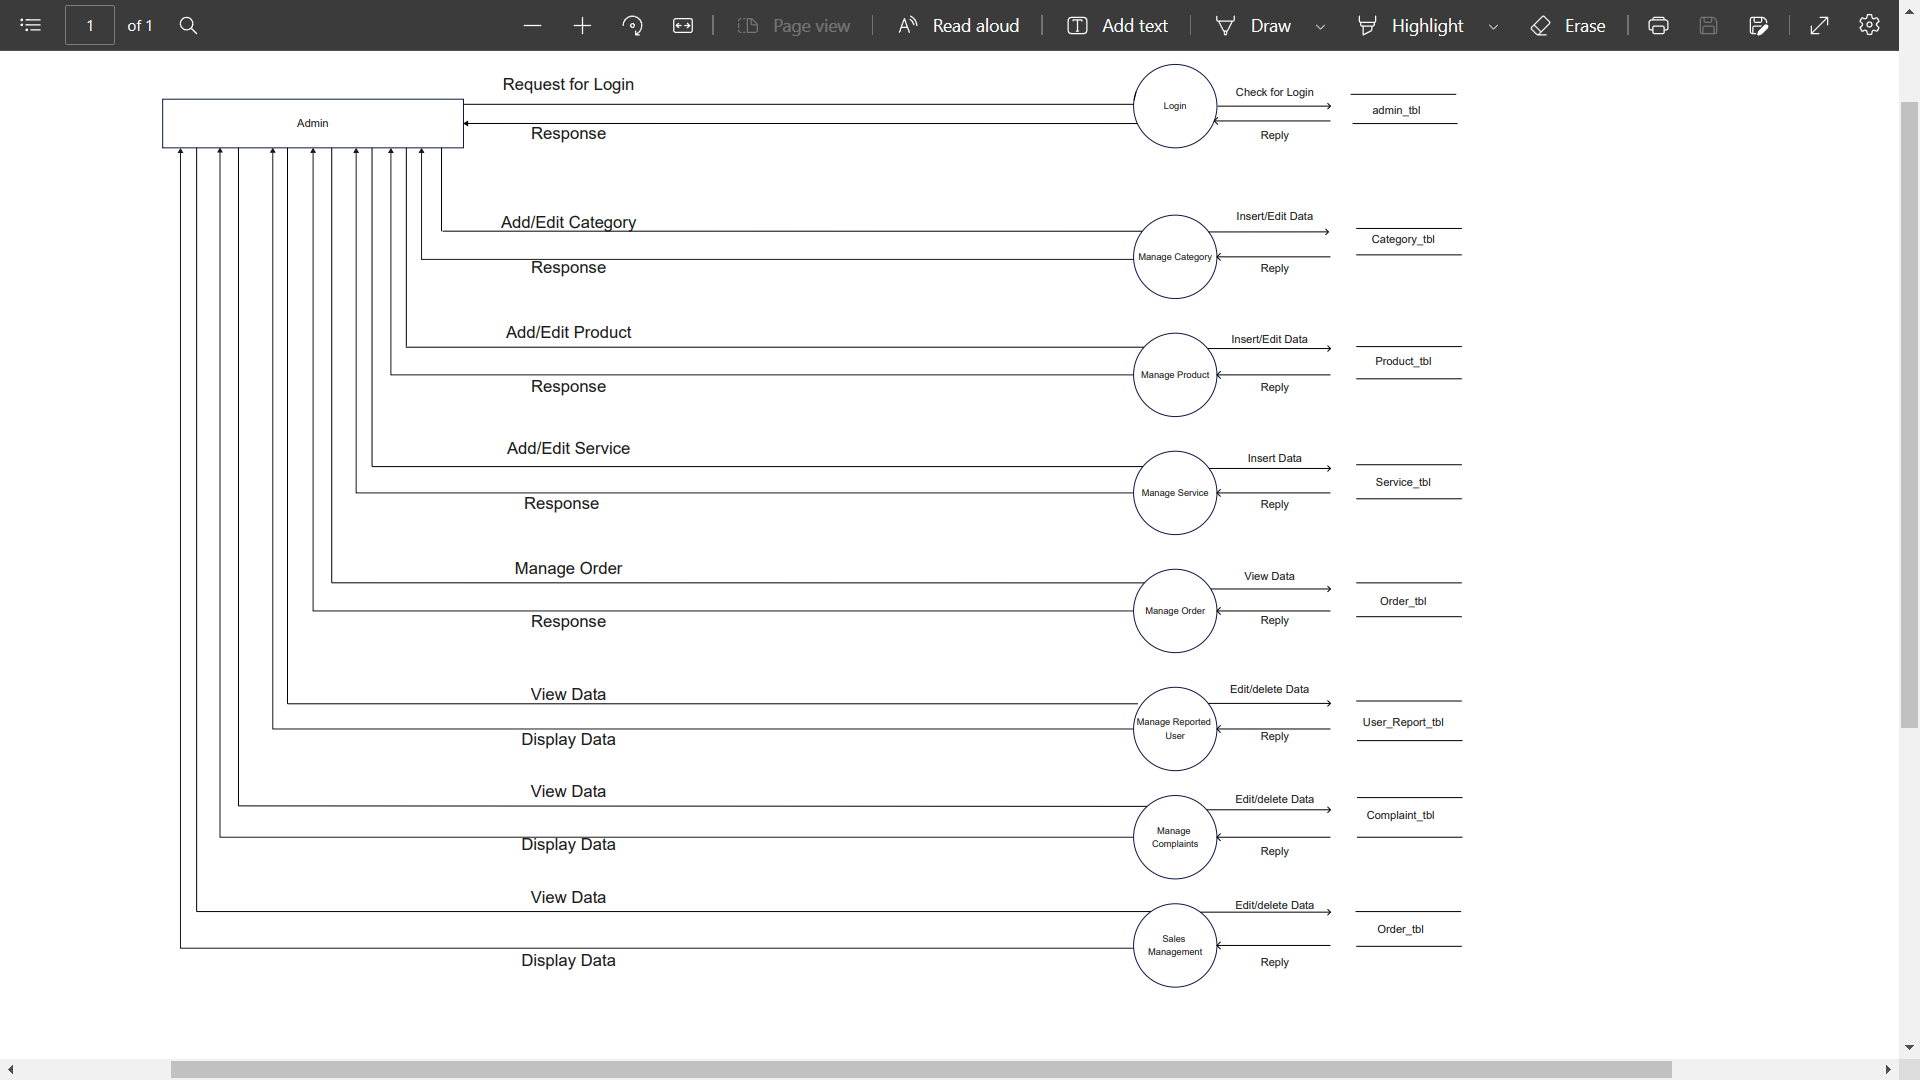 1 of 1 Page view Read aloud Add text Draw Highlight Erase
Request for Login
Admin
Response
Login
Check for Login
Reply
admin_tbl
Add/Edit Category
Response
Manage Category
Insert/Edit Data
Reply
Category_tbl
Add/Edit Product
Response
Manage Product
Insert/Edit Data
Reply
Product_tbl
Add/Edit Service
Response
Manage Service
Insert Data
Reply
Service_tbl
Manage Order
Response
Manage Order
View Data
Reply
Order_tbl
View Data
Display Data
Manage Reported
User
Edit/delete Data
Reply
User_Report_tbl
View Data
Display Data
Manage
Complaints
Edit/delete Data
Reply
Complaint_tbl
View Data
Display Data
Sales
Management
Edit/delete Data
Reply
Order_tbl